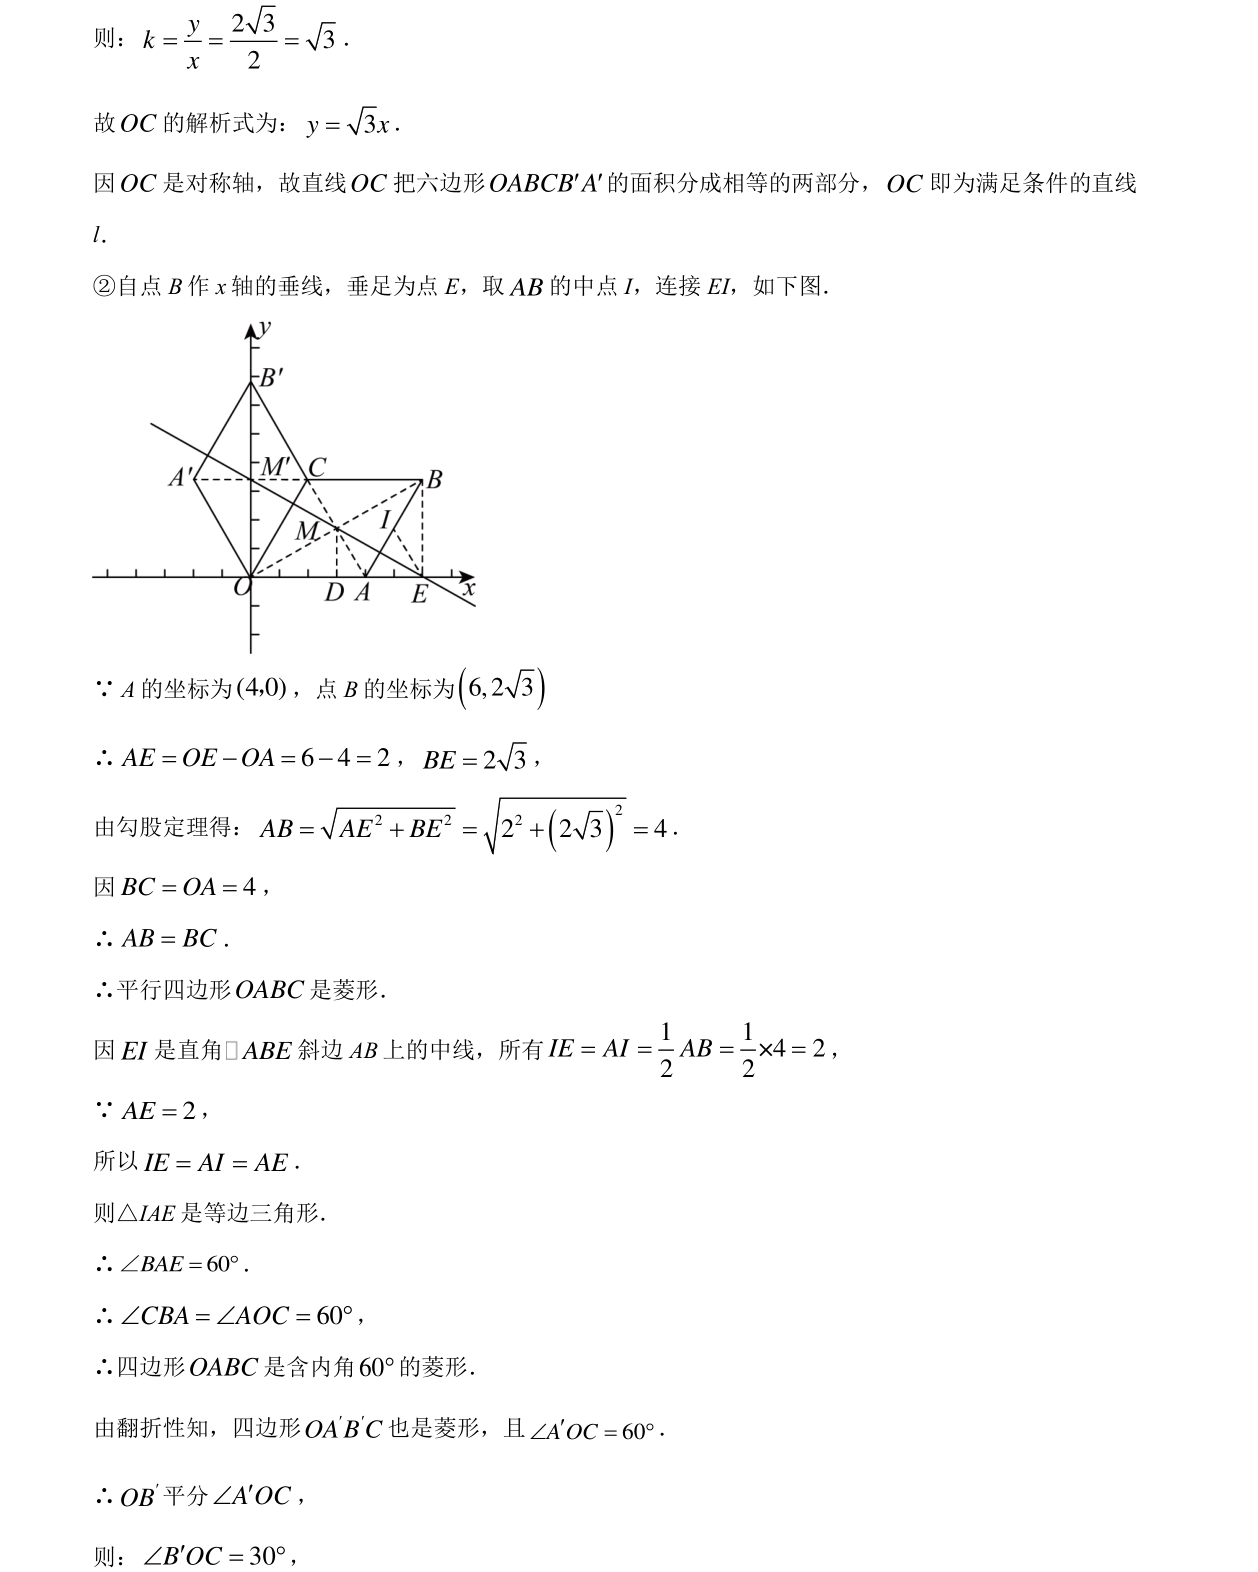 则：k = y/x = 2√3/2 = √3．
故OC的解析式为：y = √3x．
因OC是对称轴，故直线OC把六边形OABCB′A′的面积分成相等的两部分，OC即为满足条件的直线
l．
②自点B作x轴的垂线，垂足为点E，取AB的中点I，连接EI，如下图．
y
B′
A′ M′ C B
M I
O D A E x
∵A的坐标为(4,0)，点B的坐标为(6, 2√3)
∴AE = OE − OA = 6 − 4 = 2，BE = 2√3，
由勾股定理得：AB = √(AE² + BE²) = √(2² + (2√3)²) = 4．
因BC = OA = 4，
∴AB = BC．
∴平行四边形OABC是菱形．
因EI是直角□ABE斜边AB上的中线，所有IE = AI = 1/2 AB = 1/2 × 4 = 2，
∵AE = 2，
所以IE = AI = AE．
则△IAE是等边三角形．
∴∠BAE = 60°．
∴∠CBA = ∠AOC = 60°，
∴四边形OABC是含内角60°的菱形．
由翻折性知，四边形OA′B′C也是菱形，且∠A′OC = 60°．
∴OB′平分∠A′OC，
则：∠B′OC = 30°，